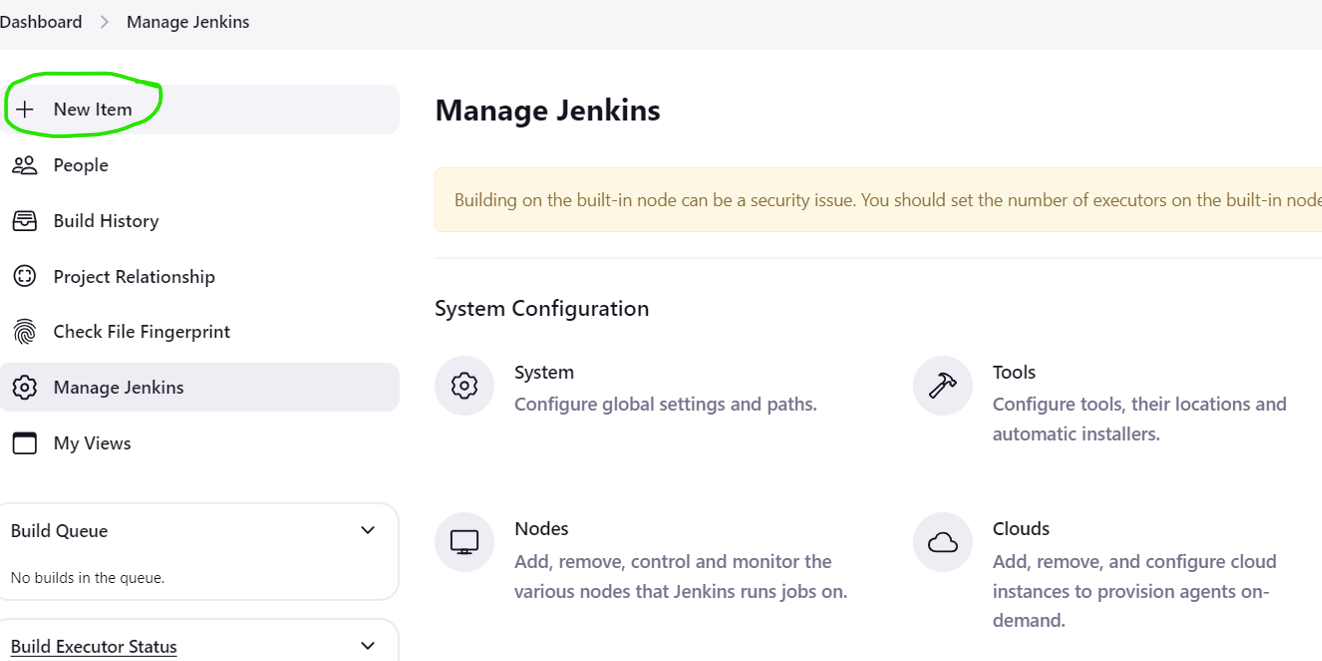 Dashboard > Manage Jenkins
New Item
People
Build History
Project Relationship
Check File Fingerprint
Manage Jenkins
My Views
Build Queue
No builds in the queue.
Build Executor Status
Manage Jenkins
Building on the built-in node can be a security issue. You should set the number of executors on the built-in node
System Configuration
System
Configure global settings and paths.
Tools
Configure tools, their locations and
automatic installers.
Nodes
Add, remove, control and monitor the
various nodes that Jenkins runs jobs on.
Clouds
Add, remove, and configure cloud
instances to provision agents on-
demand.